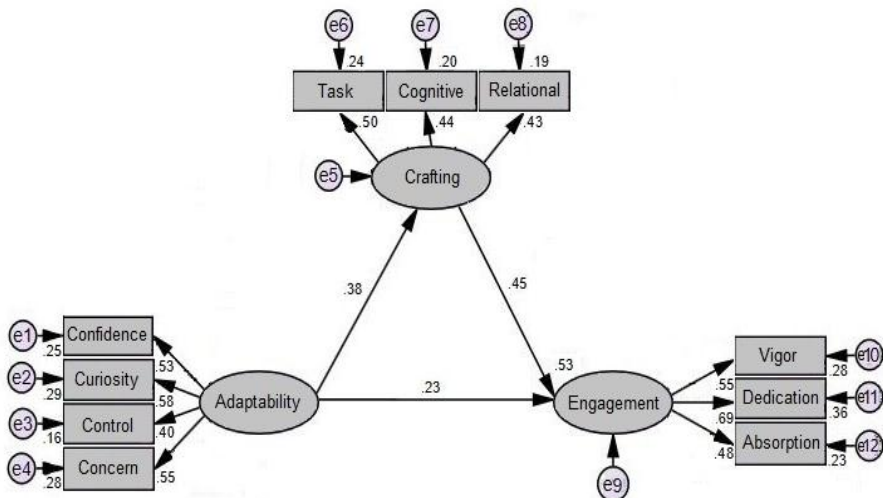 e6
e7
e8
.24
.20
.19
Task
Cognitive
Relational
.50
.44
.43
e5
Crafting
.38
.45
e1
Confidence
.25
.53
e2
Curiosity
.29
.58
e3
Control
.16
.40
e4
Concern
.28
.55
Adaptability
.23
.53
Engagement
e9
Vigor
e10
.55
.28
Dedication
e11
.69
.36
Absorption
e12
.48
.23